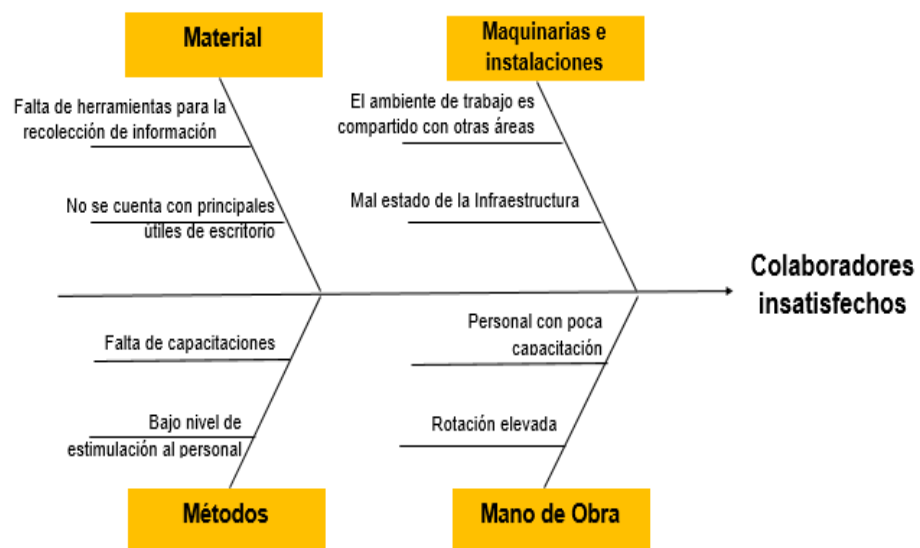 Material
Maquinarias e
instalaciones
Falta de herramientas para la
recolección de información
El ambiente de trabajo es
compartido con otras áreas
No se cuenta con principales
útiles de escritorio
Mal estado de la Infraestructura
Colaboradores
insatisfechos
Falta de capacitaciones
Personal con poca
capacitación
Bajo nivel de
estimulación al personal
Rotación elevada
Métodos
Mano de Obra